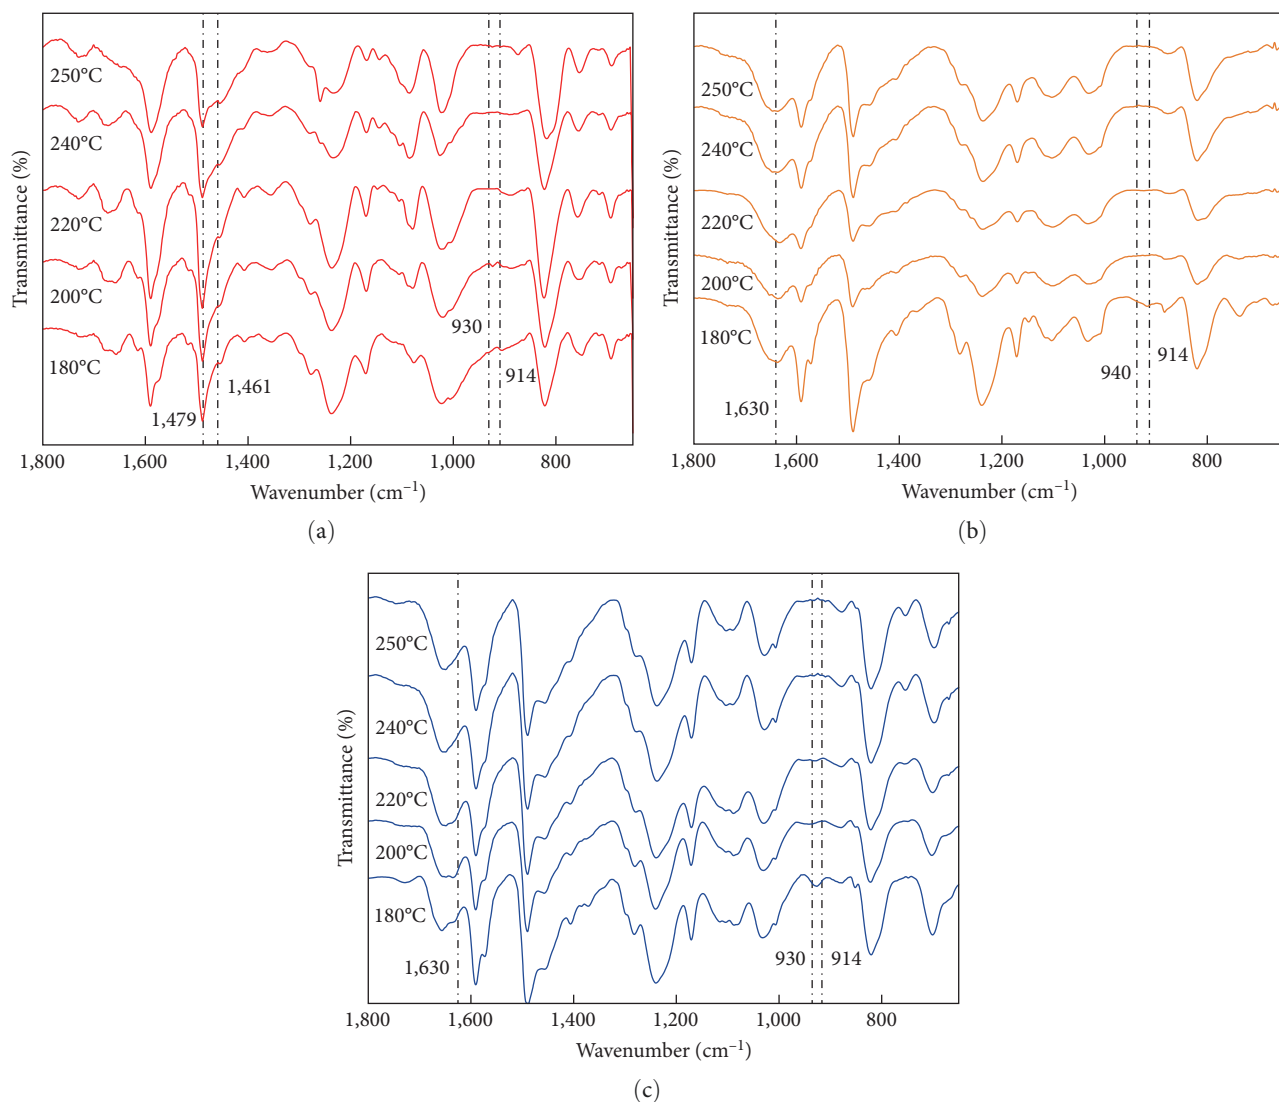 Transmittance (%)
250°C
240°C
220°C
200°C
180°C
1,479
1,461
930
914
1,800
1,600
1,400
1,200
1,000
800
Wavenumber (cm⁻¹)
(a)
Transmittance (%)
250°C
240°C
220°C
200°C
180°C
1,630
940
914
1,800
1,600
1,400
1,200
1,000
800
Wavenumber (cm⁻¹)
(b)
Transmittance (%)
250°C
240°C
220°C
200°C
180°C
1,630
930
914
1,800
1,600
1,400
1,200
1,000
800
Wavenumber (cm⁻¹)
(c)